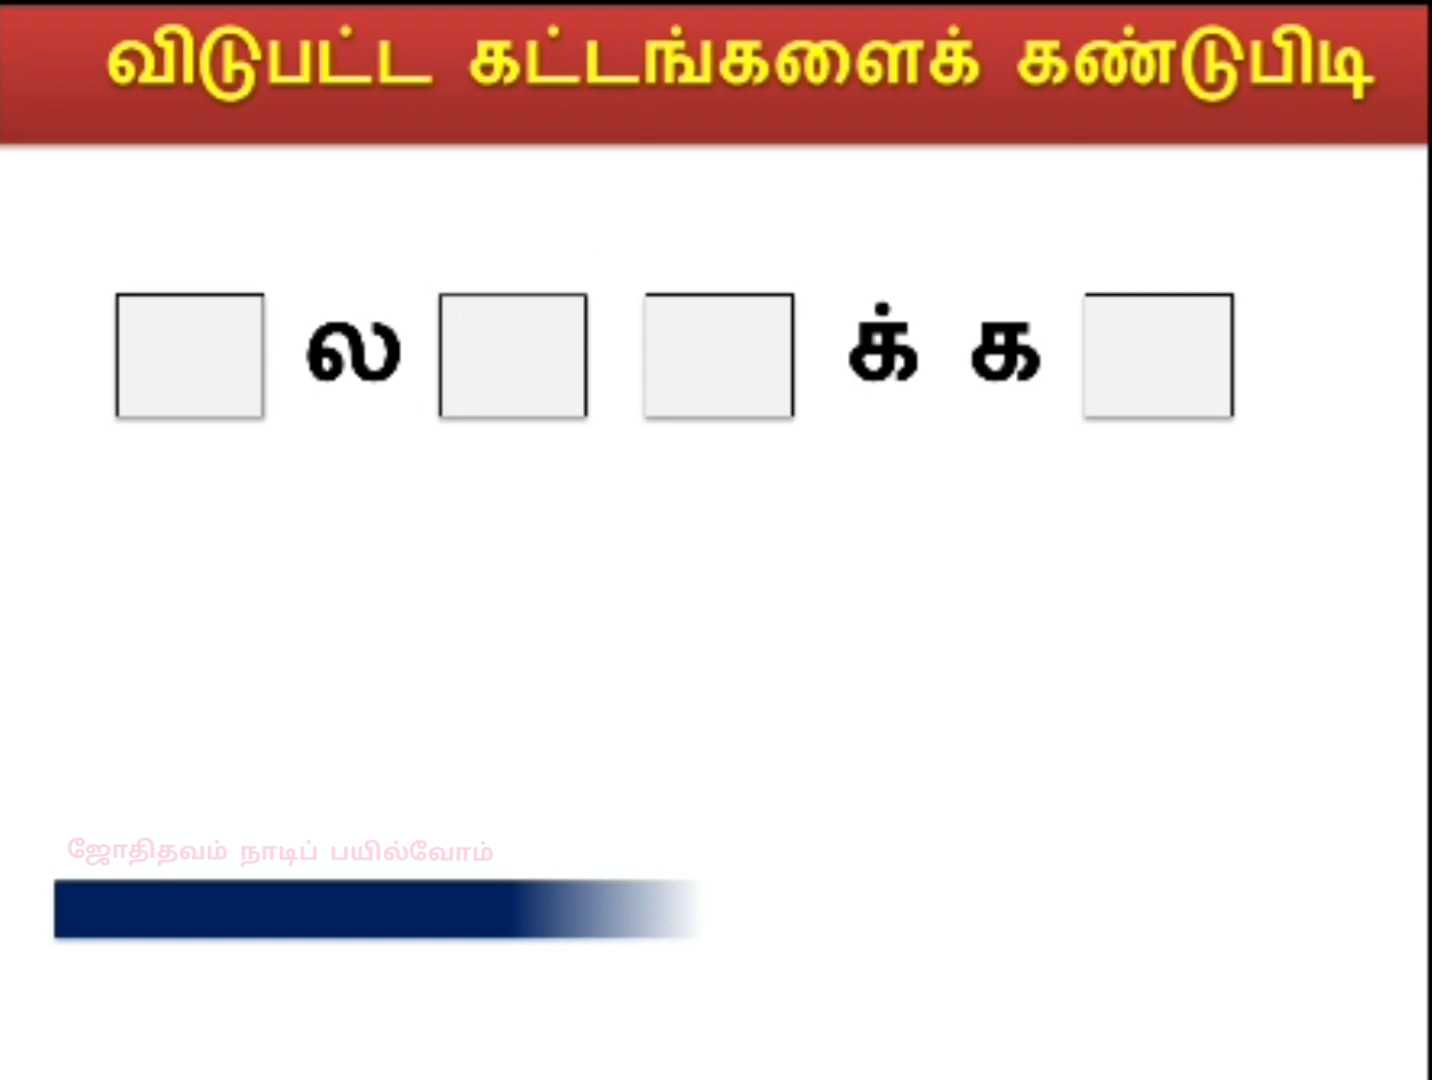 விடுபட்ட கட்டங்களைக் கண்டுபிடி
ல க் க
ஜோதிதவம் நாடிப் பயில்வோம்